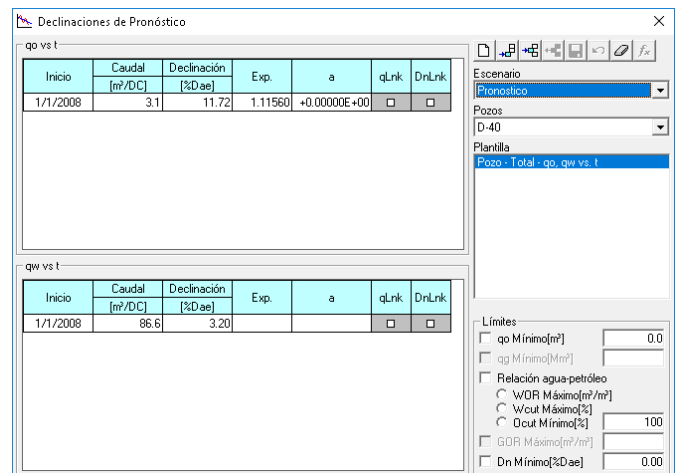 Declinaciones de Pronóstico
qo vs t
Inicio Caudal [m³/DC] Declinación [%Dae] Exp. a qLnk DnLnk
1/1/2008 3.1 11.72 1.11560 +0.00000E+00
qw vs t
Inicio Caudal [m³/DC] Declinación [%Dae] Exp. a qLnk DnLnk
1/1/2008 86.6 3.20
fx
Escenario
Pronostico
Pozos
D-40
Plantilla
Pozo - Total - qo, qw vs. t
Límites
qo Mínimo[m³] 0.0
qg Mínimo[Mm³]
Relación agua-petróleo
WOR Máximo[m³/m³]
Wcut Máximo[%]
Ocut Mínimo[%] 100
GOR Máximo[m³/m³]
Dn Mínimo[%Dae] 0.00